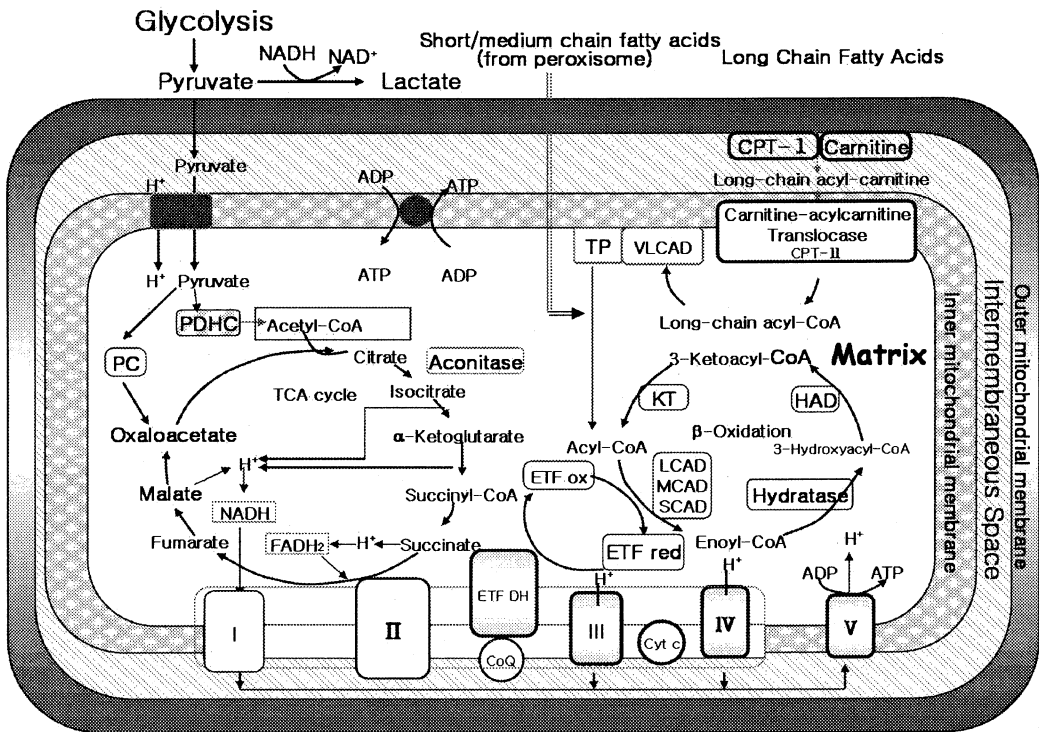 Glycolysis
NADH
NAD⁺
Pyruvate
Lactate
Short/medium chain fatty acids
(from peroxisome)
Long Chain Fatty Acids
Pyruvate
H⁺
ADP
ATP
CPT-I
Carnitine
Long-chain acyl-carnitine
Carnitine-acylcarnitine
Translocase
CPT-II
TP
VLCAD
H⁺
Pyruvate
ATP
ADP
PDHC
Acetyl-CoA
Long-chain acyl-CoA
PC
Citrate
Aconitase
3-Ketoacyl-CoA
Matrix
TCA cycle
Isocitrate
KT
HAD
Oxaloacetate
α-Ketoglutarate
Acyl-CoA
β-Oxidation
3-Hydroxyacyl-CoA
H⁺
Malate
NADH
Succinyl-CoA
ETF ox
LCAD
MCAD
SCAD
Hydratase
Fumarate
FADH₂
H⁺
Succinate
ETF red
Enoyl-CoA
H⁺
H⁺
H⁺
ADP
ATP
I
II
ETF DH
CoQ
III
Cyt c
IV
V
Inner mitochondrial membrane
Intermembraneous Space
Outer mitochondrial membrane